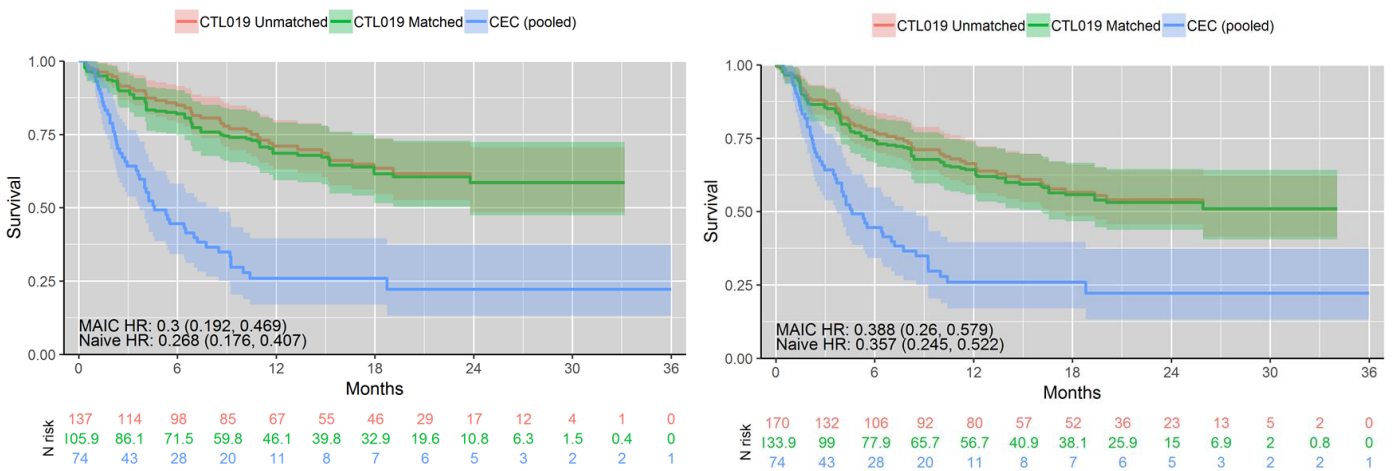 CTL019 Unmatched CTL019 Matched CEC (pooled)
1.00
0.75
0.50
0.25
0.00
Survival
MAIC HR: 0.3 (0.192, 0.469)
Naive HR: 0.268 (0.176, 0.407)
0 6 12 18 24 30 36
Months
N risk
137 114 98 85 67 55 46 29 17 12 4 1 0
105.9 86.1 71.5 59.8 46.1 39.8 32.9 19.6 10.8 6.3 1.5 0.4 0
74 43 28 20 11 8 7 6 5 3 2 2 1
CTL019 Unmatched CTL019 Matched CEC (pooled)
1.00
0.75
0.50
0.25
0.00
Survival
MAIC HR: 0.388 (0.26, 0.579)
Naive HR: 0.357 (0.245, 0.522)
0 6 12 18 24 30 36
Months
N risk
170 132 106 92 80 57 52 36 23 13 5 2 0
133.9 99 77.9 65.7 56.7 40.9 38.1 25.9 15 6.9 2 0.8 0
74 43 28 20 11 8 7 6 5 3 2 2 1